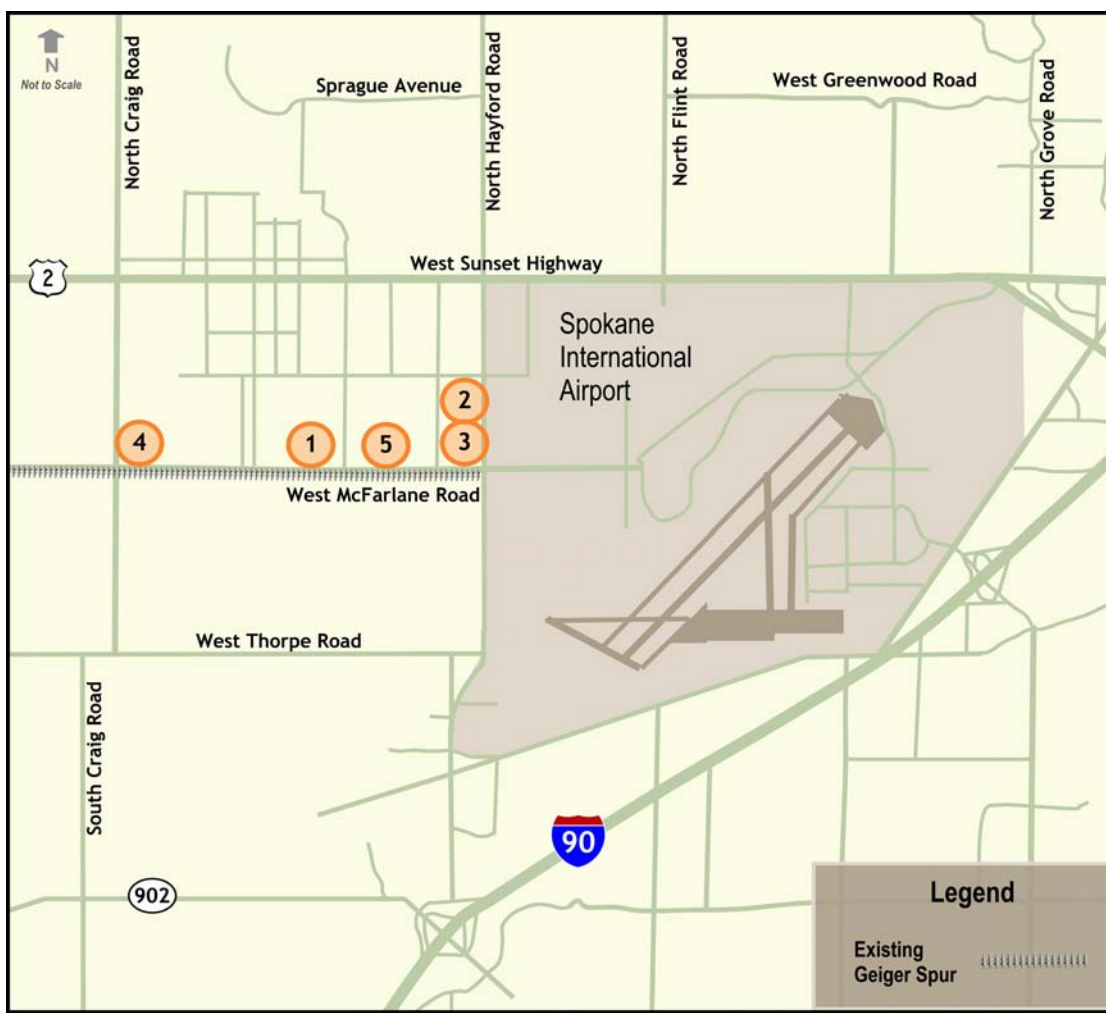 N
Not to Scale
North Craig Road
Sprague Avenue
North Hayford Road
North Flint Road
West Greenwood Road
North Grove Road
2
West Sunset Highway
Spokane
International
Airport
4
1
5
2
3
West McFarlane Road
West Thorpe Road
South Craig Road
90
902
Legend
Existing
Geiger Spur